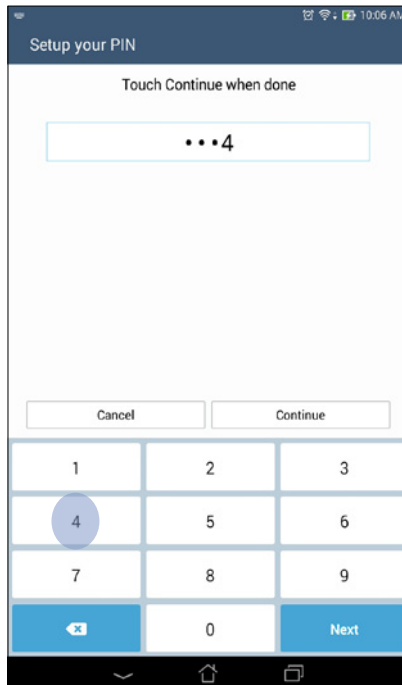 10:06 AM
Setup your PIN
Touch Continue when done
•••4
Cancel Continue
1 2 3
4 5 6
7 8 9
0 Next